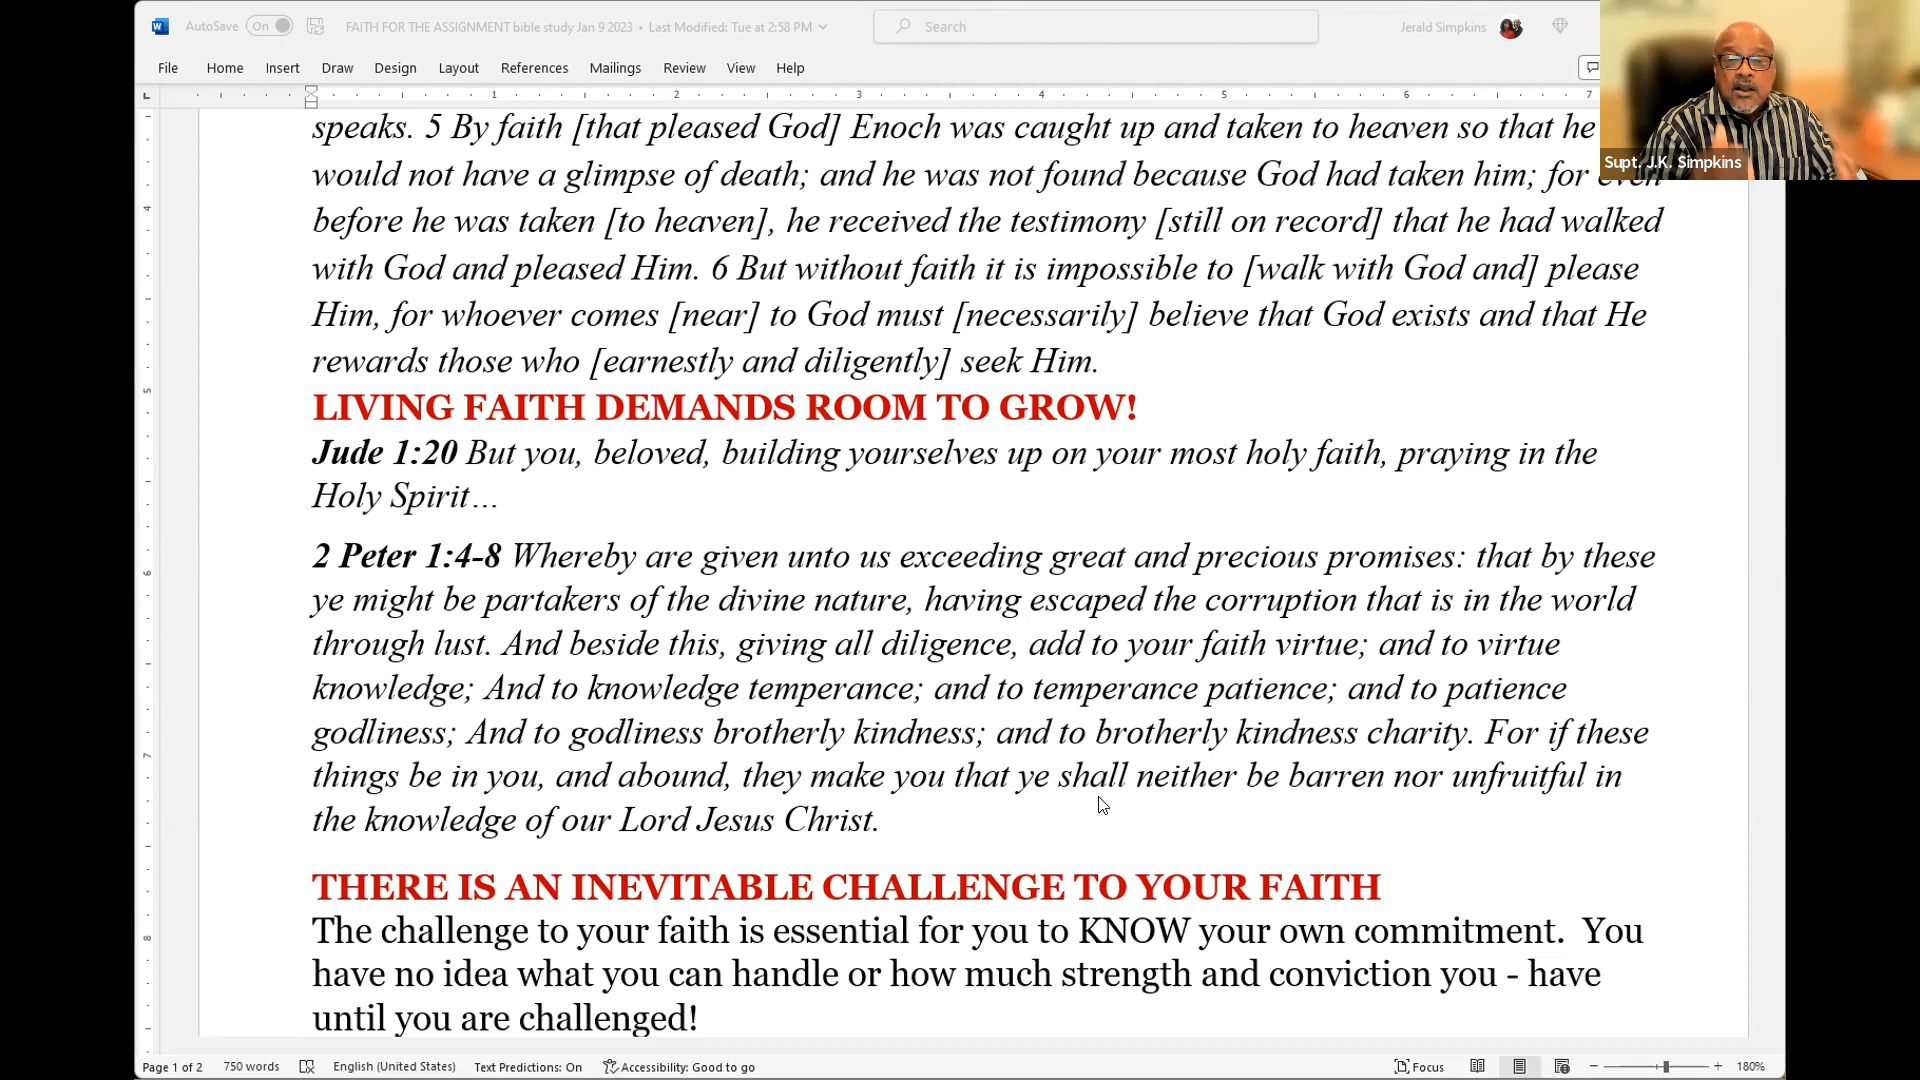 AutoSave On FAITH FOR THE ASSIGNMENT bible study Jan 9 2023 • Last Modified: Tue at 2:58 PM Search Jerald Simpkins
File Home Insert Draw Design Layout References Mailings Review View Help
1 2 3 4 5 6 7
Supt. J.K. Simpkins
speaks. 5 By faith [that pleased God] Enoch was caught up and taken to heaven so that he
would not have a glimpse of death; and he was not found because God had taken him; for even
before he was taken [to heaven], he received the testimony [still on record] that he had walked
with God and pleased Him. 6 But without faith it is impossible to [walk with God and] please
Him, for whoever comes [near] to God must [necessarily] believe that God exists and that He
rewards those who [earnestly and diligently] seek Him.
LIVING FAITH DEMANDS ROOM TO GROW!
Jude 1:20 But you, beloved, building yourselves up on your most holy faith, praying in the
Holy Spirit…
2 Peter 1:4-8 Whereby are given unto us exceeding great and precious promises: that by these
ye might be partakers of the divine nature, having escaped the corruption that is in the world
through lust. And beside this, giving all diligence, add to your faith virtue; and to virtue
knowledge; And to knowledge temperance; and to temperance patience; and to patience
godliness; And to godliness brotherly kindness; and to brotherly kindness charity. For if these
things be in you, and abound, they make you that ye shall neither be barren nor unfruitful in
the knowledge of our Lord Jesus Christ.
THERE IS AN INEVITABLE CHALLENGE TO YOUR FAITH
The challenge to your faith is essential for you to KNOW your own commitment.  You
have no idea what you can handle or how much strength and conviction you - have
until you are challenged!
4
5
6
7
8
Page 1 of 2 750 words English (United States) Text Predictions: On Accessibility: Good to go Focus 180%